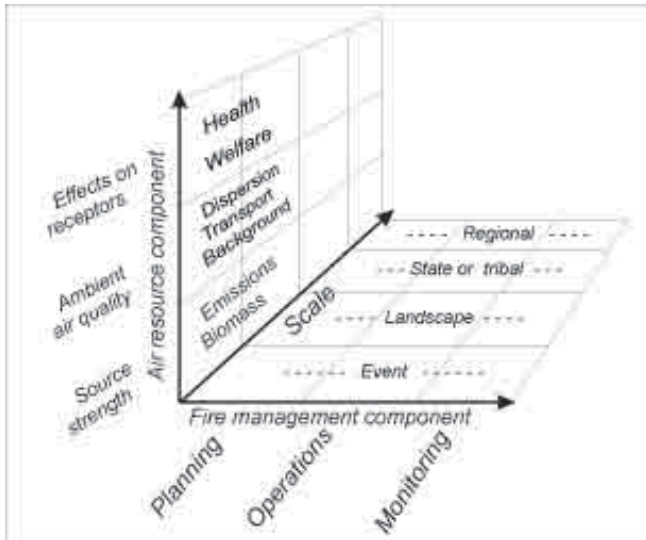 Health
Welfare
Dispersion
Transport
Background
Emissions
Biomass
Effects on
receptors
Ambient
air quality
Source
strength
Air resource component
Scale
Regional
State or tribal
Landscape
Event
Fire management component
Planning
Operations
Monitoring